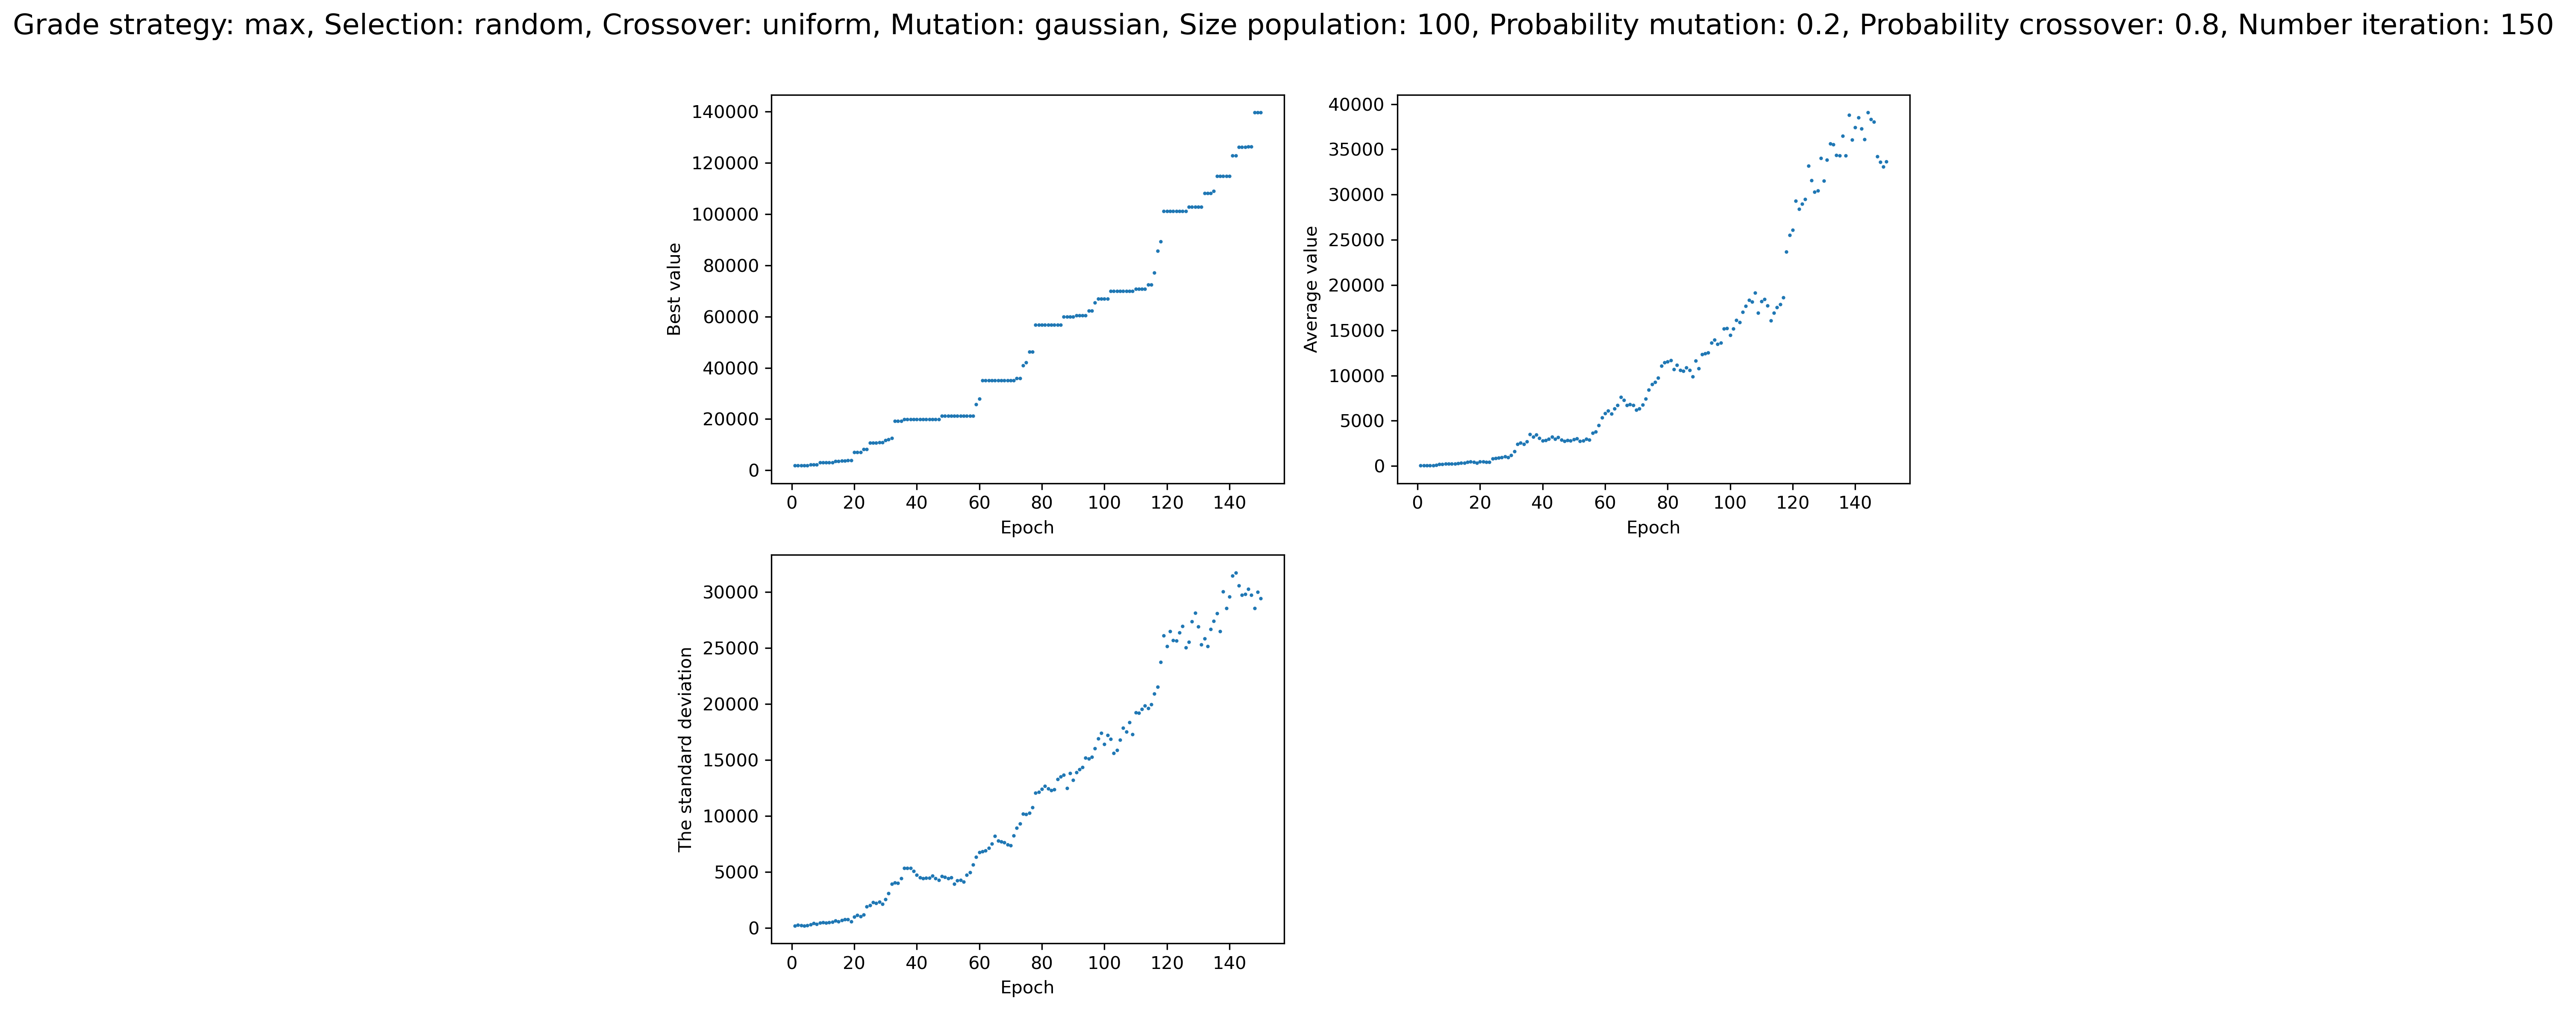 Grade strategy: max, Selection: random, Crossover: uniform, Mutation: gaussian, Size population: 100, Probability mutation: 0.2, Probability crossover: 0.8, Number iteration: 150
140000
120000
100000
80000
60000
40000
20000
0
Best value
0 20 40 60 80 100 120 140
Epoch
40000
35000
30000
25000
20000
15000
10000
5000
0
Average value
0 20 40 60 80 100 120 140
Epoch
30000
25000
20000
15000
10000
5000
0
The standard deviation
0 20 40 60 80 100 120 140
Epoch